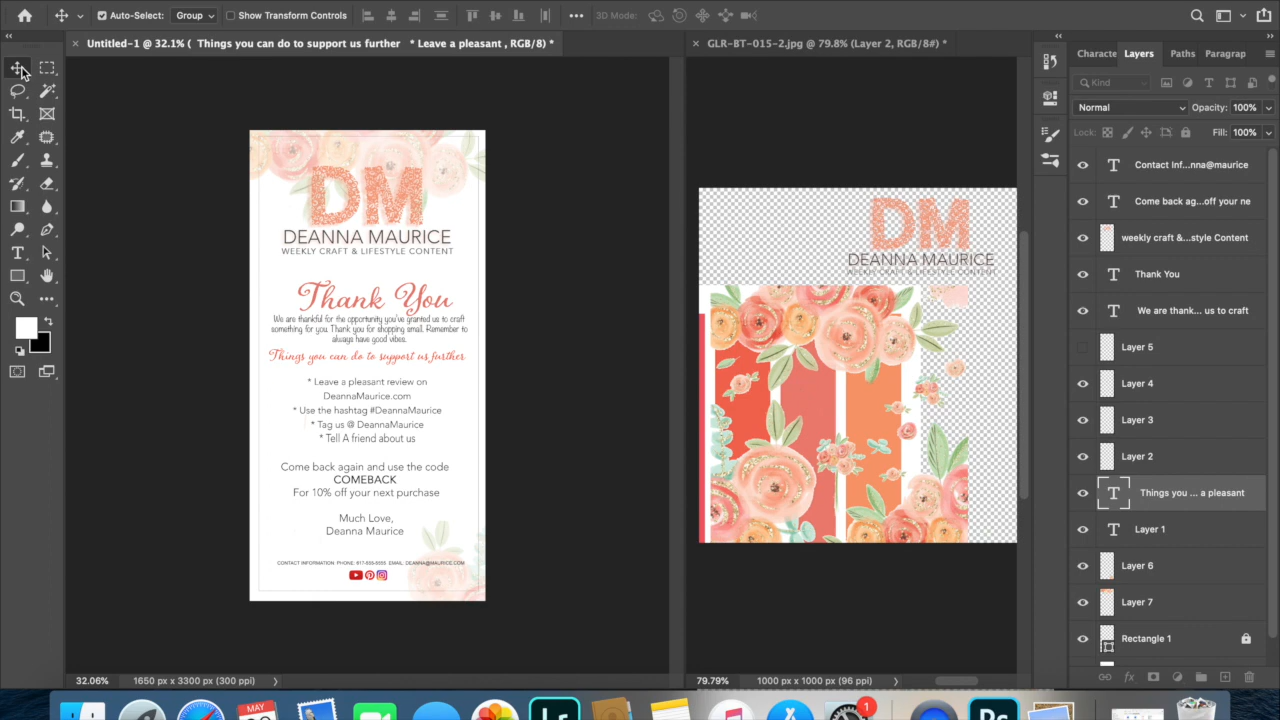 Auto-Select: Group Show Transform Controls 3D Mode:
Untitled-1 @ 32.1% ( Things you can do to support us further * Leave a pleasant , RGB/8) *
GLR-BT-015-2.jpg @ 79.8% (Layer 2, RGB/8#) *
Characte Layers Paths Paragrap
Kind
Normal Opacity: 100%
Lock: Fill: 100%
Contact Inf...nna@maurice
Come back ag...off your ne
weekly craft &...style Content
Thank You
We are thank... us to craft
Layer 5
Layer 4
Layer 3
Layer 2
Things you ... a pleasant
Layer 1
Layer 6
Layer 7
Rectangle 1
DM
DEANNA MAURICE
WEEKLY CRAFT & LIFESTYLE CONTENT
Thank You
We are thankful for the opportunity you've granted us to craft
something for you. Thank you for shopping small. Remember to
always have good vibes.
Things you can do to support us further
* Leave a pleasant review on
DeannaMaurice.com
* Use the hashtag #DeannaMaurice
* Tag us @ DeannaMaurice
* Tell A friend about us
Come back again and use the code
COMEBACK
For 10% off your next purchase
Much Love,
Deanna Maurice
CONTACT INFORMATION PHONE: 617-555-5555 EMAIL: DEANNA@MAURICE.COM
DM
DEANNA MAURICE
WEEKLY CRAFT & LIFESTYLE CONTENT
32.06% 1650 px x 3300 px (300 ppi)
79.79% 1000 px x 1000 px (96 ppi)
MAY
1
Lr
Ps